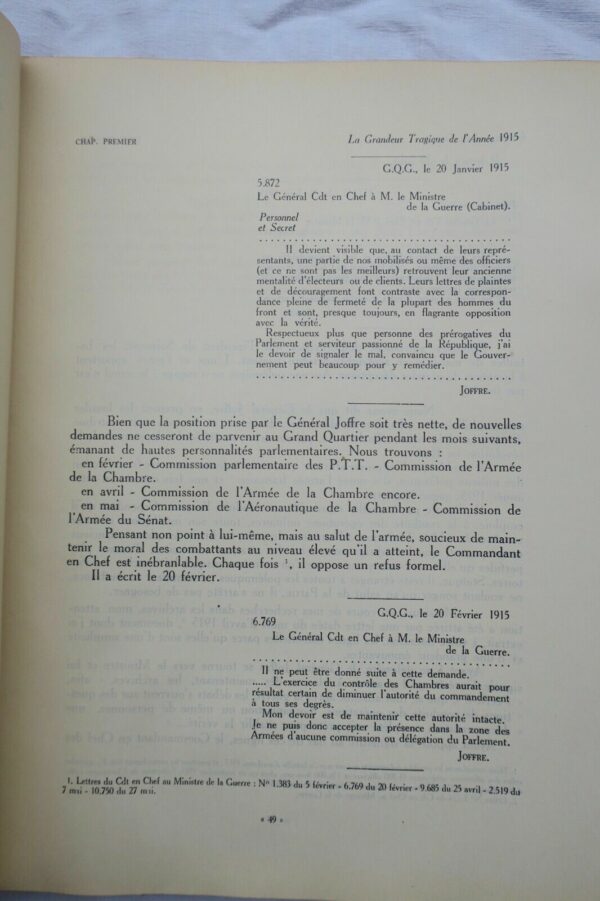 CHAP. PREMIER
La Grandeur Tragique de l'Année 1915
G.Q.G., le 20 Janvier 1915
5.872
Le Général Cdt en Chef à M. le Ministre
de la Guerre (Cabinet).
Personnel
et Secret
Il devient visible que, au contact de leurs repré-
sentants, une partie de nos mobilisés ou même des officiers
(et ce ne sont pas les meilleurs) retrouvent leur ancienne
mentalité d'électeurs ou de clients. Leurs lettres de plaintes
et de découragement font contraste avec la correspon-
dance pleine de fermeté de la plupart des hommes du
front et sont, presque toujours, en flagrante opposition
avec la vérité.
Respectueux plus que personne des prérogatives du
Parlement et serviteur passionné de la République, j'ai
le devoir de signaler le mal, convaincu que le Gouver-
nement peut beaucoup pour y remédier.
JOFFRE.
Bien que la position prise par le Général Joffre soit très nette, de nouvelles
demandes ne cesseront de parvenir au Grand Quartier pendant les mois suivants,
émanant de hautes personnalités parlementaires. Nous trouvons :
en février - Commission parlementaire des P.T.T. - Commission de l'Armée
de la Chambre.
en avril - Commission de l'Armée de la Chambre encore.
en mai - Commission de l'Aéronautique de la Chambre - Commission de
l'Armée du Sénat.
Pensant non point à lui-même, mais au salut de l'armée, soucieux de main-
tenir le moral des combattants au niveau élevé qu'il a atteint, le Commandant
en Chef est inébranlable. Chaque fois 1, il oppose un refus formel.
Il a écrit le 20 février.
G.Q.G., le 20 Février 1915
6.769
Le Général Cdt en Chef à M. le Ministre
de la Guerre.
Il ne peut être donné suite à cette demande.
..... L'exercice du contrôle des Chambres aurait pour
résultat certain de diminuer l'autorité du commandement
à tous ses degrés.
Mon devoir est de maintenir cette autorité intacte.
Je ne puis donc accepter la présence dans la zone des
Armées d'aucune commission ou délégation du Parlement.
JOFFRE.
1. Lettres du Cdt en Chef au Ministre de la Guerre : Nº 1.383 du 5 février - 6.769 du 20 février - 9.685 du 25 avril - 2.519 du
7 mai - 10.750 du 27 mai.
• 49 •